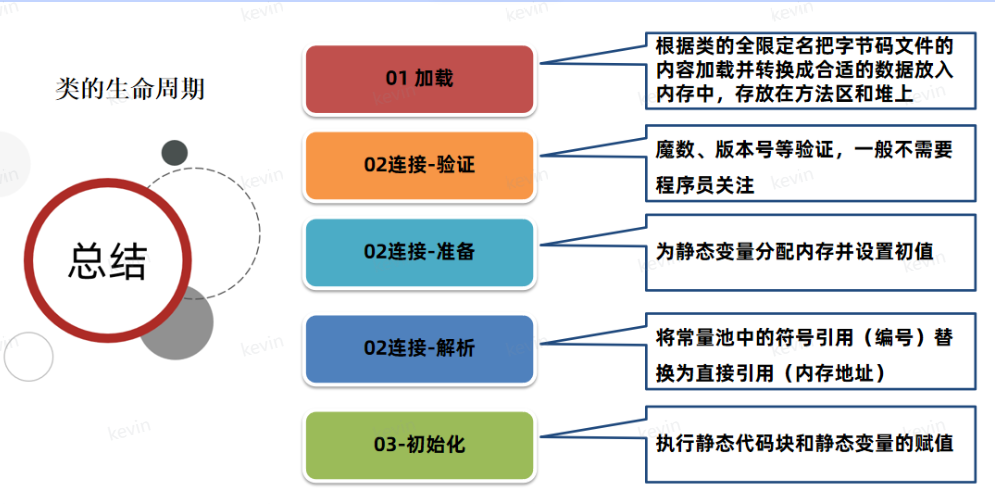 类的生命周期
总结
01 加载
根据类的全限定名把字节码文件的
内容加载并转换成合适的数据放入
内存中，存放在方法区和堆上
02连接-验证
魔数、版本号等验证，一般不需要
程序员关注
02连接-准备
为静态变量分配内存并设置初值
02连接-解析
将常量池中的符号引用（编号）替
换为直接引用（内存地址）
03-初始化
执行静态代码块和静态变量的赋值
kevin
kevin
kevin
kevin
kevin
kevin
kevin
kevin
kevin
kevin
kevin
kevin
kevin